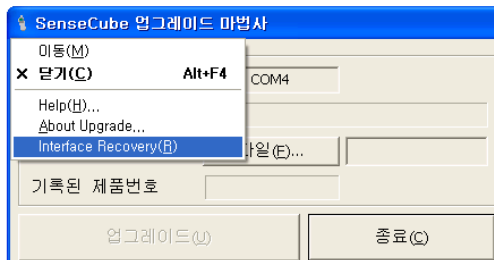 SenseCube 업그레이드 마법사
이동(M)
× 닫기(C) Alt+F4
COM4
Help(H)...
About Upgrade...
Interface Recovery(R)
파일(F)...
기록된 제품번호
업그레이드(U)
종료(C)